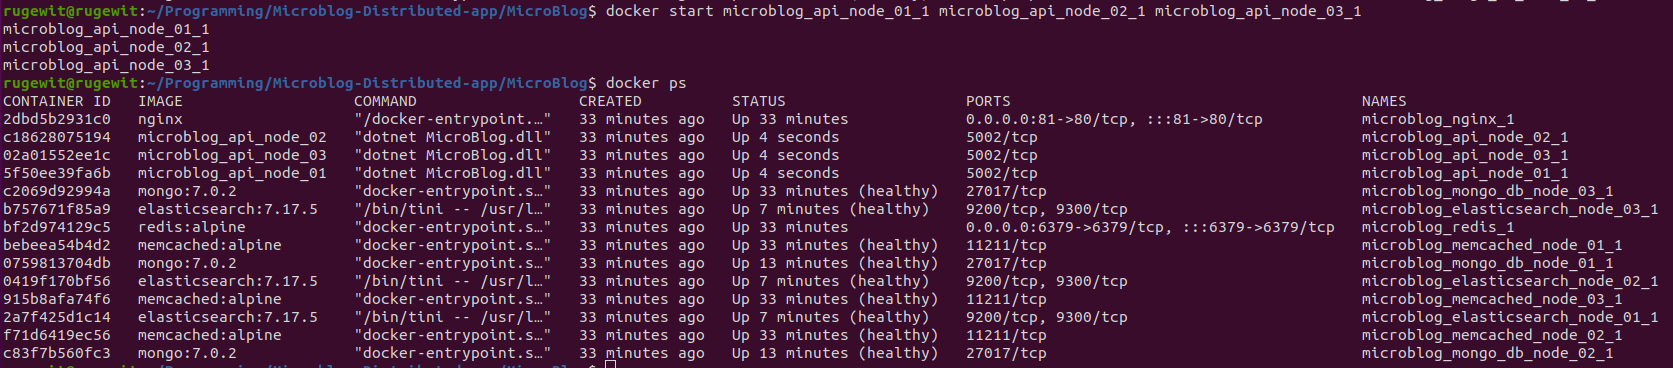 rugewit@rugewit:~/Programming/Microblog-Distributed-app/MicroBlog$ docker start microblog_api_node_01_1 microblog_api_node_02_1 microblog_api_node_03_1
microblog_api_node_01_1
microblog_api_node_02_1
microblog_api_node_03_1
rugewit@rugewit:~/Programming/Microblog-Distributed-app/MicroBlog$ docker ps
CONTAINER ID   IMAGE                   COMMAND                  CREATED          STATUS                    PORTS                                       NAMES
2dbd5b2931c0   nginx                   "/docker-entrypoint.…"   33 minutes ago   Up 33 minutes             0.0.0.0:81->80/tcp, :::81->80/tcp           microblog_nginx_1
c18628075194   microblog_api_node_02   "dotnet MicroBlog.dll"   33 minutes ago   Up 4 seconds              5002/tcp                                    microblog_api_node_02_1
02a01552ee1c   microblog_api_node_03   "dotnet MicroBlog.dll"   33 minutes ago   Up 4 seconds              5002/tcp                                    microblog_api_node_03_1
5f50ee39fa6b   microblog_api_node_01   "dotnet MicroBlog.dll"   33 minutes ago   Up 4 seconds              5002/tcp                                    microblog_api_node_01_1
c2069d92994a   mongo:7.0.2             "docker-entrypoint.s…"   33 minutes ago   Up 33 minutes (healthy)   27017/tcp                                   microblog_mongo_db_node_03_1
b757671f85a9   elasticsearch:7.17.5    "/bin/tini -- /usr/l…"   33 minutes ago   Up 7 minutes (healthy)    9200/tcp, 9300/tcp                          microblog_elasticsearch_node_03_1
bf2d974129c5   redis:alpine            "docker-entrypoint.s…"   33 minutes ago   Up 33 minutes             0.0.0.0:6379->6379/tcp, :::6379->6379/tcp   microblog_redis_1
bebeea54b4d2   memcached:alpine        "docker-entrypoint.s…"   33 minutes ago   Up 33 minutes (healthy)   11211/tcp                                   microblog_memcached_node_01_1
0759813704db   mongo:7.0.2             "docker-entrypoint.s…"   33 minutes ago   Up 13 minutes (healthy)   27017/tcp                                   microblog_mongo_db_node_01_1
0419f170bf56   elasticsearch:7.17.5    "/bin/tini -- /usr/l…"   33 minutes ago   Up 7 minutes (healthy)    9200/tcp, 9300/tcp                          microblog_elasticsearch_node_02_1
915b8afa74f6   memcached:alpine        "docker-entrypoint.s…"   33 minutes ago   Up 33 minutes (healthy)   11211/tcp                                   microblog_memcached_node_03_1
2a7f425d1c14   elasticsearch:7.17.5    "/bin/tini -- /usr/l…"   33 minutes ago   Up 7 minutes (healthy)    9200/tcp, 9300/tcp                          microblog_elasticsearch_node_01_1
f71d6419ec56   memcached:alpine        "docker-entrypoint.s…"   33 minutes ago   Up 33 minutes (healthy)   11211/tcp                                   microblog_memcached_node_02_1
c83f7b560fc3   mongo:7.0.2             "docker-entrypoint.s…"   33 minutes ago   Up 13 minutes (healthy)   27017/tcp                                   microblog_mongo_db_node_02_1